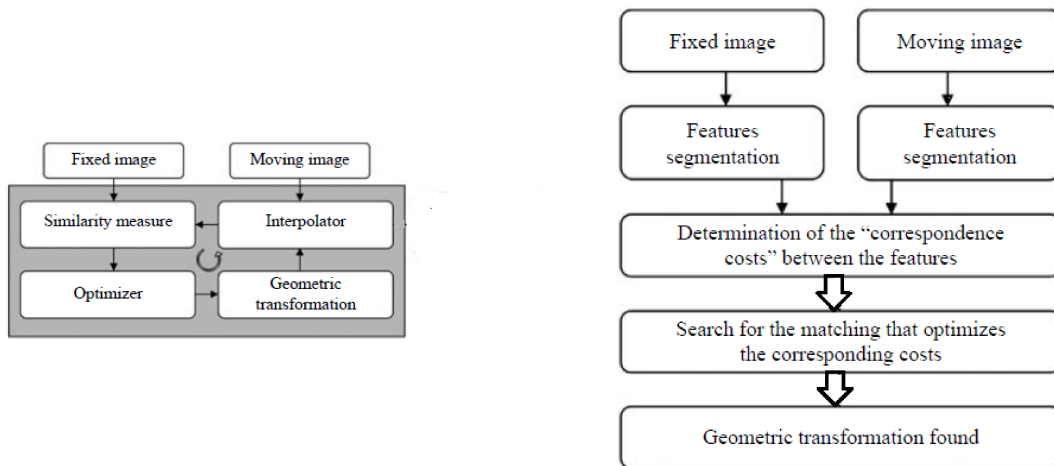 Fixed image
Moving image
Similarity measure
Interpolator
Optimizer
Geometric
transformation
Fixed image
Moving image
Features
segmentation
Features
segmentation
Determination of the “correspondence
costs” between the features
Search for the matching that optimizes
the corresponding costs
Geometric transformation found